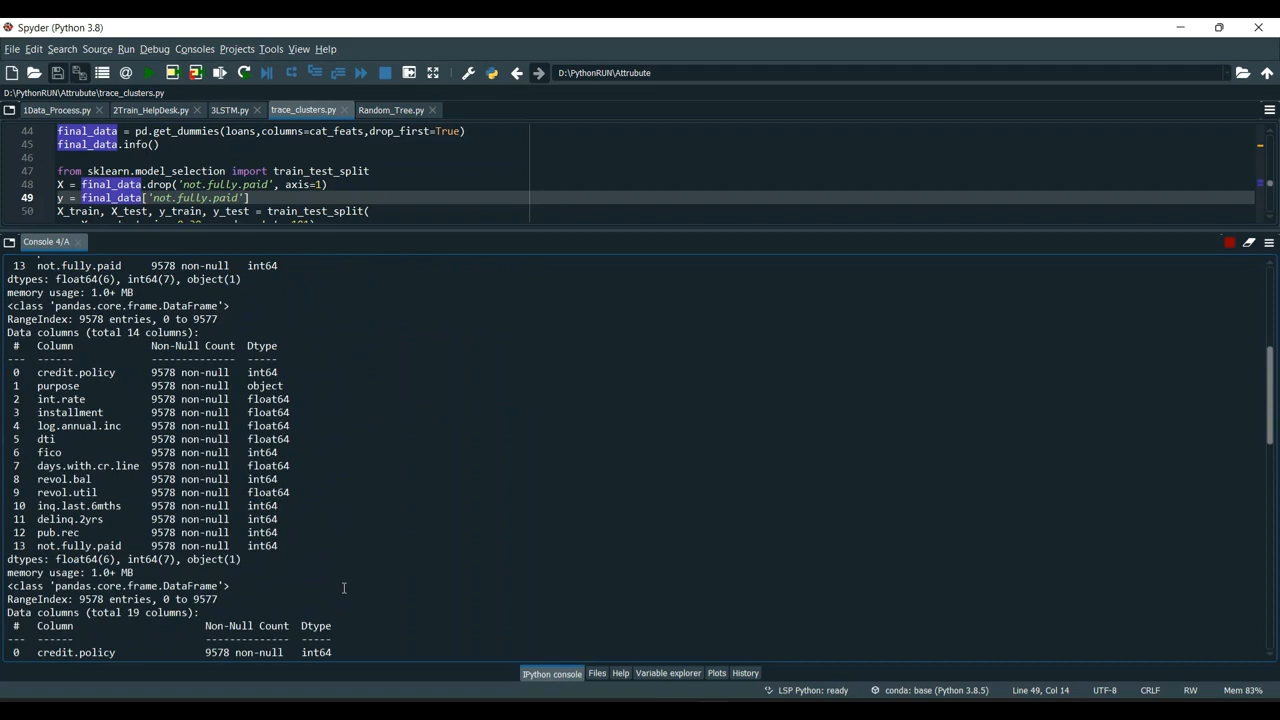 Spyder (Python 3.8)
File Edit Search Source Run Debug Consoles Projects Tools View Help
D:\PythonRUN\Attrubute
D:\PythonRUN\Attrubute\trace_clusters.py
1Data_Process.py 2Train_HelpDesk.py 3LSTM.py trace_clusters.py Random_Tree.py
44 final_data = pd.get_dummies(loans,columns=cat_feats,drop_first=True)
45 final_data.info()
46
47 from sklearn.model_selection import train_test_split
48 X = final_data.drop('not.fully.paid', axis=1)
49 y = final_data['not.fully.paid']
50 X_train, X_test, y_train, y_test = train_test_split(
Console 4/A
13 not.fully.paid 9578 non-null int64
dtypes: float64(6), int64(7), object(1)
memory usage: 1.0+ MB
<class 'pandas.core.frame.DataFrame'>
RangeIndex: 9578 entries, 0 to 9577
Data columns (total 14 columns):
# Column Non-Null Count Dtype
--- ------ -------------- -----
0 credit.policy 9578 non-null int64
1 purpose 9578 non-null object
2 int.rate 9578 non-null float64
3 installment 9578 non-null float64
4 log.annual.inc 9578 non-null float64
5 dti 9578 non-null float64
6 fico 9578 non-null int64
7 days.with.cr.line 9578 non-null float64
8 revol.bal 9578 non-null int64
9 revol.util 9578 non-null float64
10 inq.last.6mths 9578 non-null int64
11 delinq.2yrs 9578 non-null int64
12 pub.rec 9578 non-null int64
13 not.fully.paid 9578 non-null int64
dtypes: float64(6), int64(7), object(1)
memory usage: 1.0+ MB
<class 'pandas.core.frame.DataFrame'>
RangeIndex: 9578 entries, 0 to 9577
Data columns (total 19 columns):
# Column Non-Null Count Dtype
--- ------ -------------- -----
0 credit.policy 9578 non-null int64
IPython console Files Help Variable explorer Plots History
LSP Python: ready conda: base (Python 3.8.5) Line 49, Col 14 UTF-8 CRLF RW Mem 83%